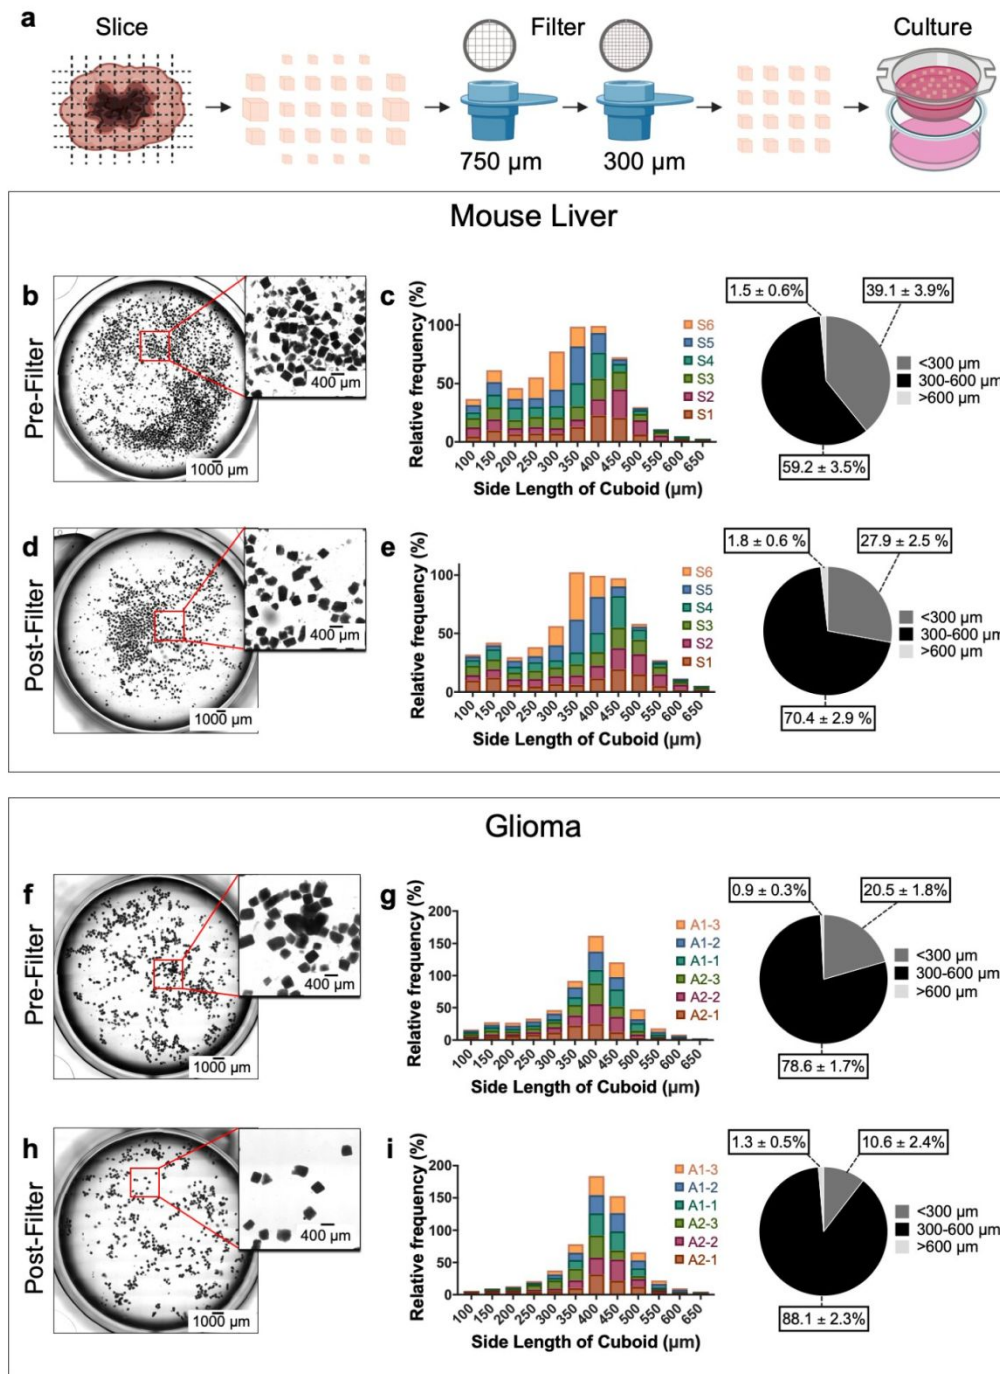 a
Slice
Filter
Culture
750 µm
300 µm
Mouse Liver
b
Pre-Filter
400 µm
1000 µm
c
Relative frequency (%)
100
50
0
S6
S5
S4
S3
S2
S1
100 150 200 250 300 350 400 450 500 550 600 650
Side Length of Cuboid (µm)
1.5 ± 0.6%
39.1 ± 3.9%
<300 µm
300-600 µm
>600 µm
59.2 ± 3.5%
d
Post-Filter
400 µm
1000 µm
e
Relative frequency (%)
100
50
0
S6
S5
S4
S3
S2
S1
100 150 200 250 300 350 400 450 500 550 600 650
Side Length of Cuboid (µm)
1.8 ± 0.6 %
27.9 ± 2.5 %
<300 µm
300-600 µm
>600 µm
70.4 ± 2.9 %
Glioma
f
Pre-Filter
400 µm
1000 µm
g
Relative frequency (%)
200
150
100
50
0
A1-3
A1-2
A1-1
A2-3
A2-2
A2-1
100 150 200 250 300 350 400 450 500 550 600 650
Side Length of Cuboid (µm)
0.9 ± 0.3%
20.5 ± 1.8%
<300 µm
300-600 µm
>600 µm
78.6 ± 1.7%
h
Post-Filter
400 µm
1000 µm
i
Relative frequency (%)
200
150
100
50
0
A1-3
A1-2
A1-1
A2-3
A2-2
A2-1
100 150 200 250 300 350 400 450 500 550 600 650
Side Length of Cuboid (µm)
1.3 ± 0.5%
10.6 ± 2.4%
<300 µm
300-600 µm
>600 µm
88.1 ± 2.3%